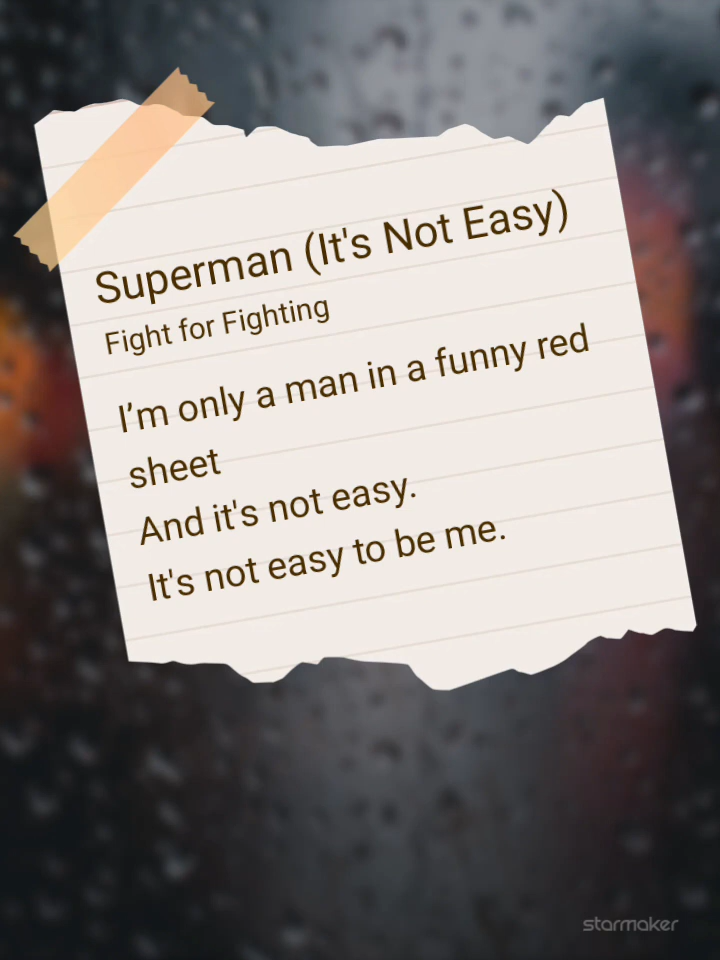 Superman (It's Not Easy)
Fight for Fighting
I’m only a man in a funny red
sheet
And it's not easy.
It's not easy to be me.
starmaker